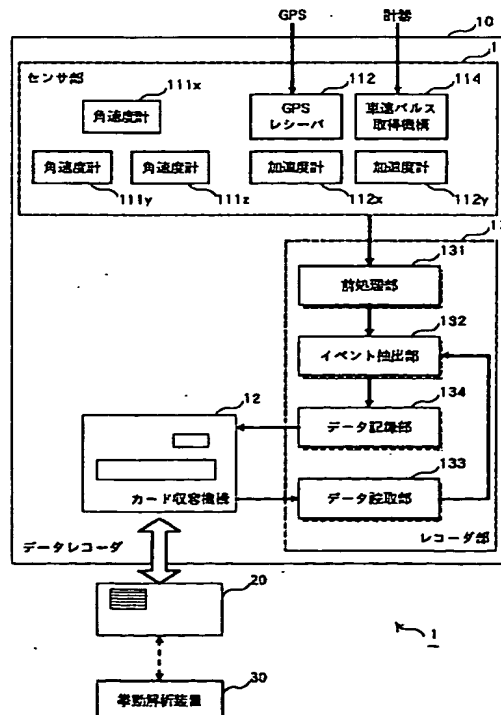 GPS
計器
10
センサ部
111x
角速度計
112
GPS
レシーバ
114
車速パルス
取得機構
角速度計
111y
角速度計
111z
加速度計
112x
加速度計
112y
131
前処理部
132
イベント抽出部
134
データ記録部
12
カード収容機構
133
データ読取部
レコーダ部
データレコーダ
20
1
30
挙動解析装置